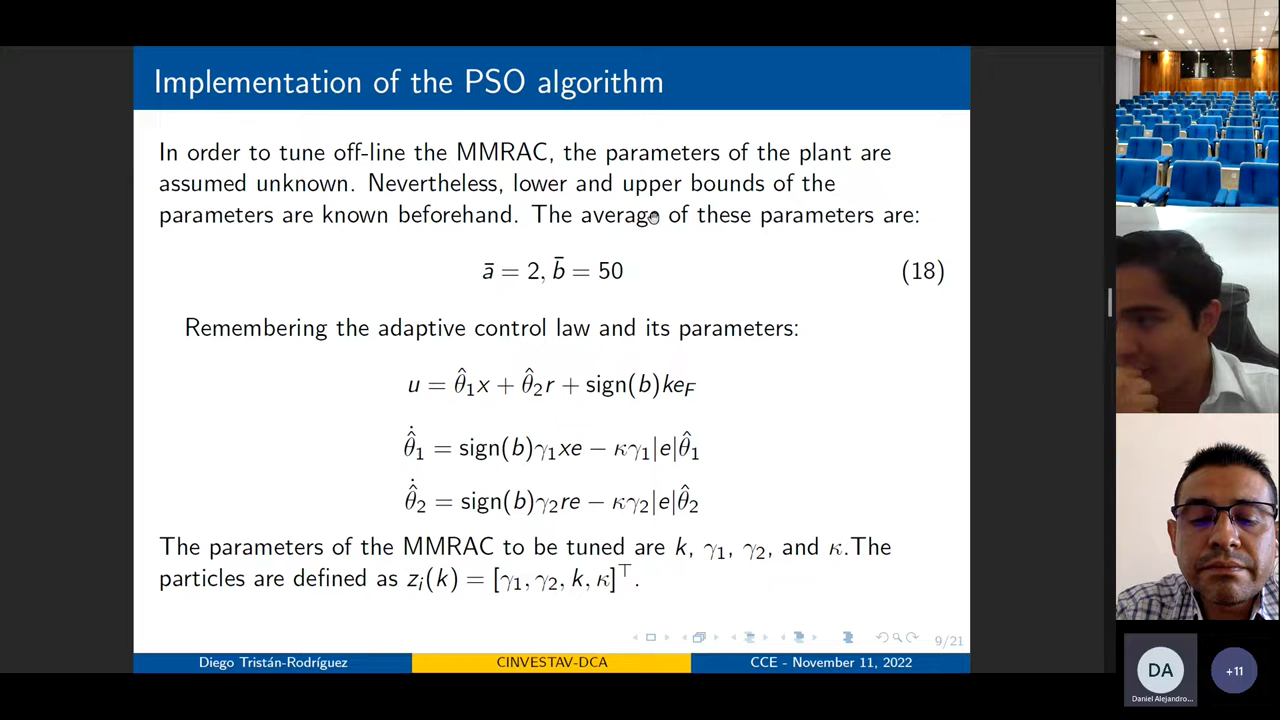 Implementation of the PSO algorithm
In order to tune off-line the MMRAC, the parameters of the plant are
assumed unknown. Nevertheless, lower and upper bounds of the
parameters are known beforehand. The average of these parameters are:
ā = 2, b̄ = 50 (18)
Remembering the adaptive control law and its parameters:
u = θ̂₁x + θ̂₂r + sign(b)ke_F
θ̂̇₁ = sign(b)γ₁xe − κγ₁|e|θ̂₁
θ̂̇₂ = sign(b)γ₂re − κγ₂|e|θ̂₂
The parameters of the MMRAC to be tuned are k, γ₁, γ₂, and κ.The
particles are defined as zᵢ(k) = [γ₁, γ₂, k, κ]⊤.
9/21
Diego Tristán-Rodríguez CINVESTAV-DCA CCE - November 11, 2022
DA
Daniel Alejandro...
+11